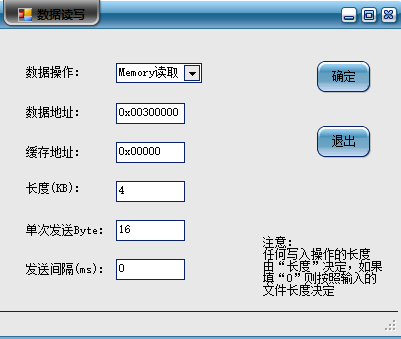 数据读写
数据操作： Memory读取 确定
数据地址： 0x00300000
缓存地址： 0x00000 退出
长度(KB)： 4
单次发送Byte： 16
发送间隔(ms)： 0
注意：
任何写入操作的长度
由“长度”决定，如果
填“0”则按照输入的
文件长度决定